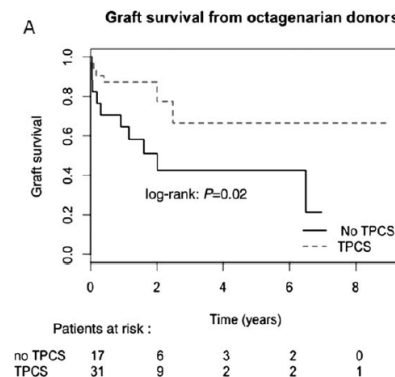 A
Graft survival from octagenarian donors
Graft survival
1.0
0.8
0.6
0.4
0.2
0.0
log-rank: P=0.02
No TPCS
TPCS
0 2 4 6 8
Time (years)
Patients at risk :
no TPCS 17 6 3 2 0
TPCS 31 9 2 2 1